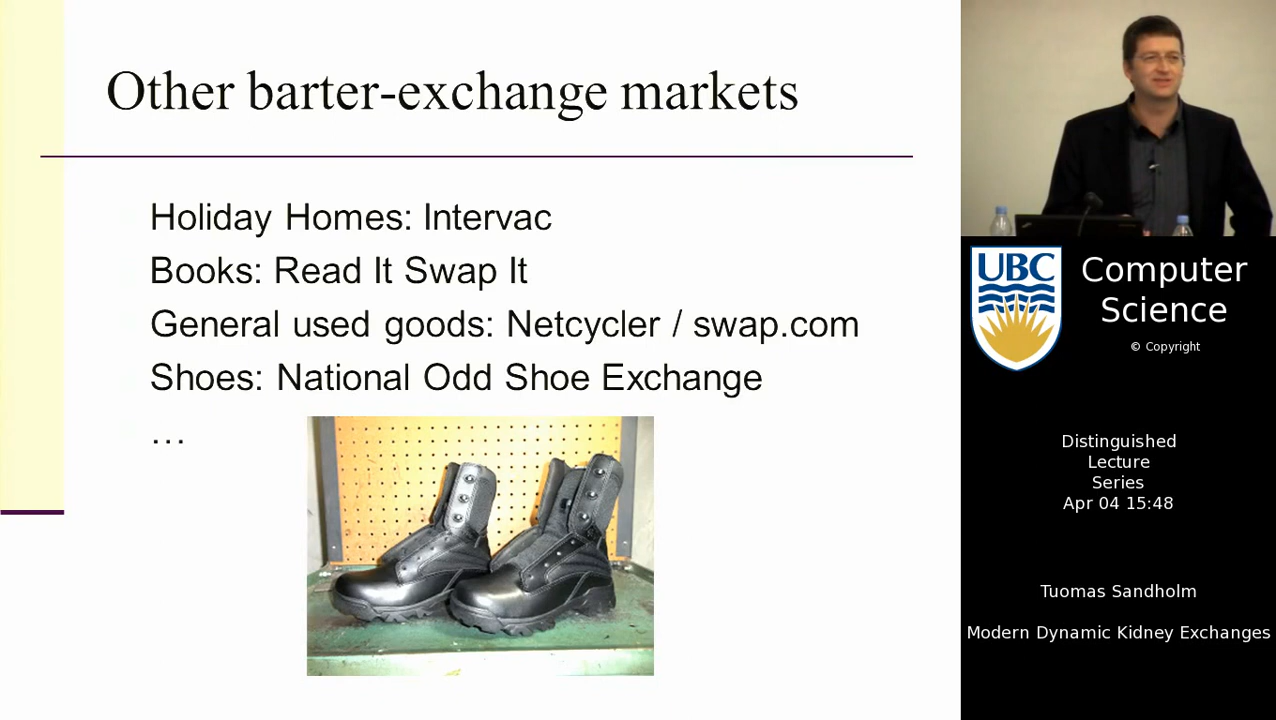 Other barter-exchange markets
Holiday Homes: Intervac
Books: Read It Swap It
General used goods: Netcycler / swap.com
Shoes: National Odd Shoe Exchange
…
UBC
Computer
Science
© Copyright
Distinguished
Lecture
Series
Apr 04 15:48
Tuomas Sandholm
Modern Dynamic Kidney Exchanges